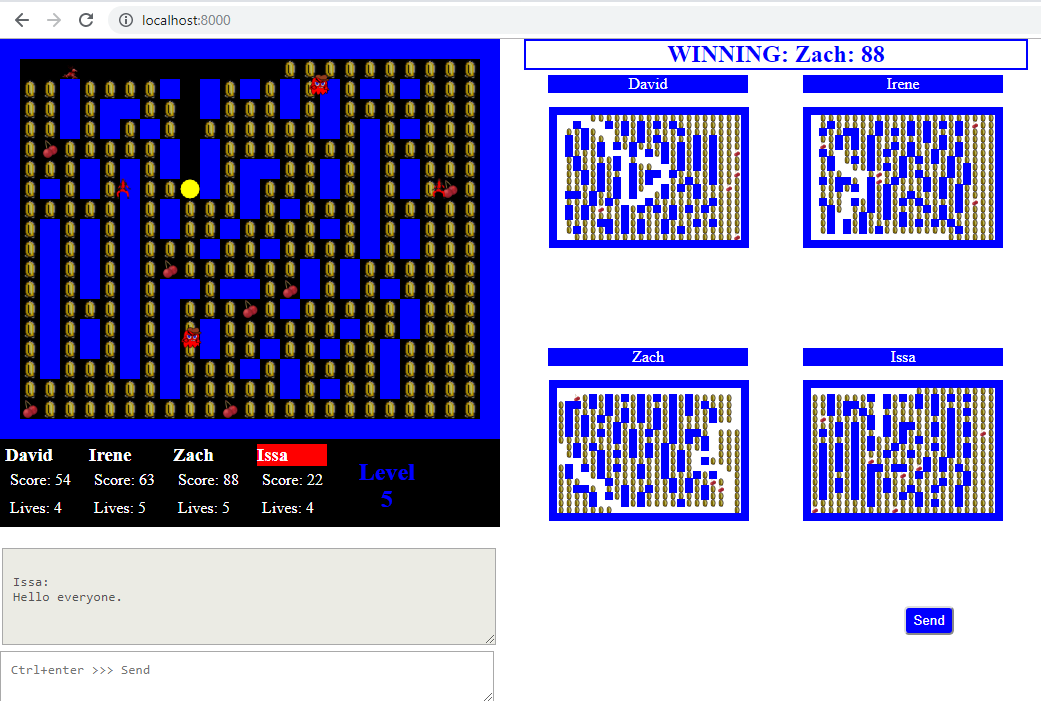 localhost:8000
WINNING: Zach: 88
David
Irene
Zach
Issa
David
Score: 54
Lives: 4
Irene
Score: 63
Lives: 5
Zach
Score: 88
Lives: 5
Issa
Score: 22
Lives: 4
Level
5
Issa:
Hello everyone.
Ctrl+enter >>> Send
Send